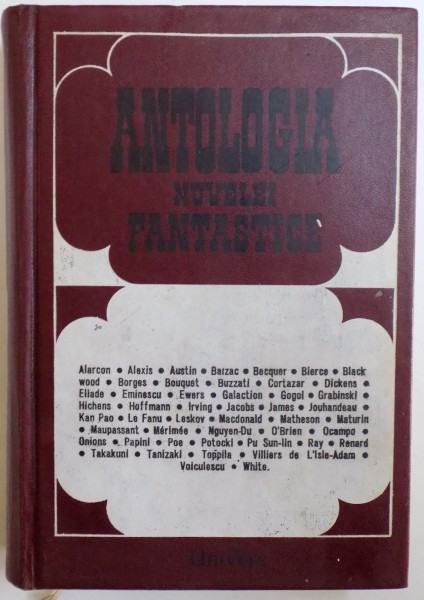 ANTOLOGIA
NUVELEI
FANTASTICE
Alarcon • Alexis • Austin • Balzac • Becquer • Bierce • Black
wood • Borges • Bouquet • Buzzati • Cortazar • Dickens •
Eliade • Eminescu • Ewers • Galaction • Gogol • Grabinski •
Hichens • Hoffmann • Irving • Jacobs • James • Jouhandeau •
Kan Pao • Le Fanu • Leskov • Macdonald • Matheson • Maturin
• Maupassant • Mérimée • Nguyen-Du • O'Brien • Ocampo •
Onions • Papini • Poe • Potocki • Pu Sun-lin • Ray • Renard
• Takakuni • Tanizaki • Toppila • Villiers de L'Isle-Adam •
Voiculescu • White.
Univers